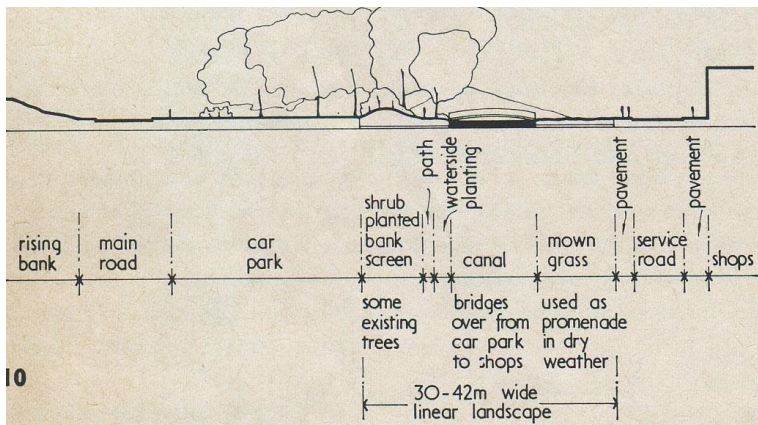 path
waterside
planting
pavement
pavement
shrub
planted
bank
screen
rising
bank
main
road
car
park
canal
mown
grass
service
road
shops
some
existing
trees
bridges
over from
car park
to shops
used as
promenade
in dry
weather
10
30-42m wide
linear landscape